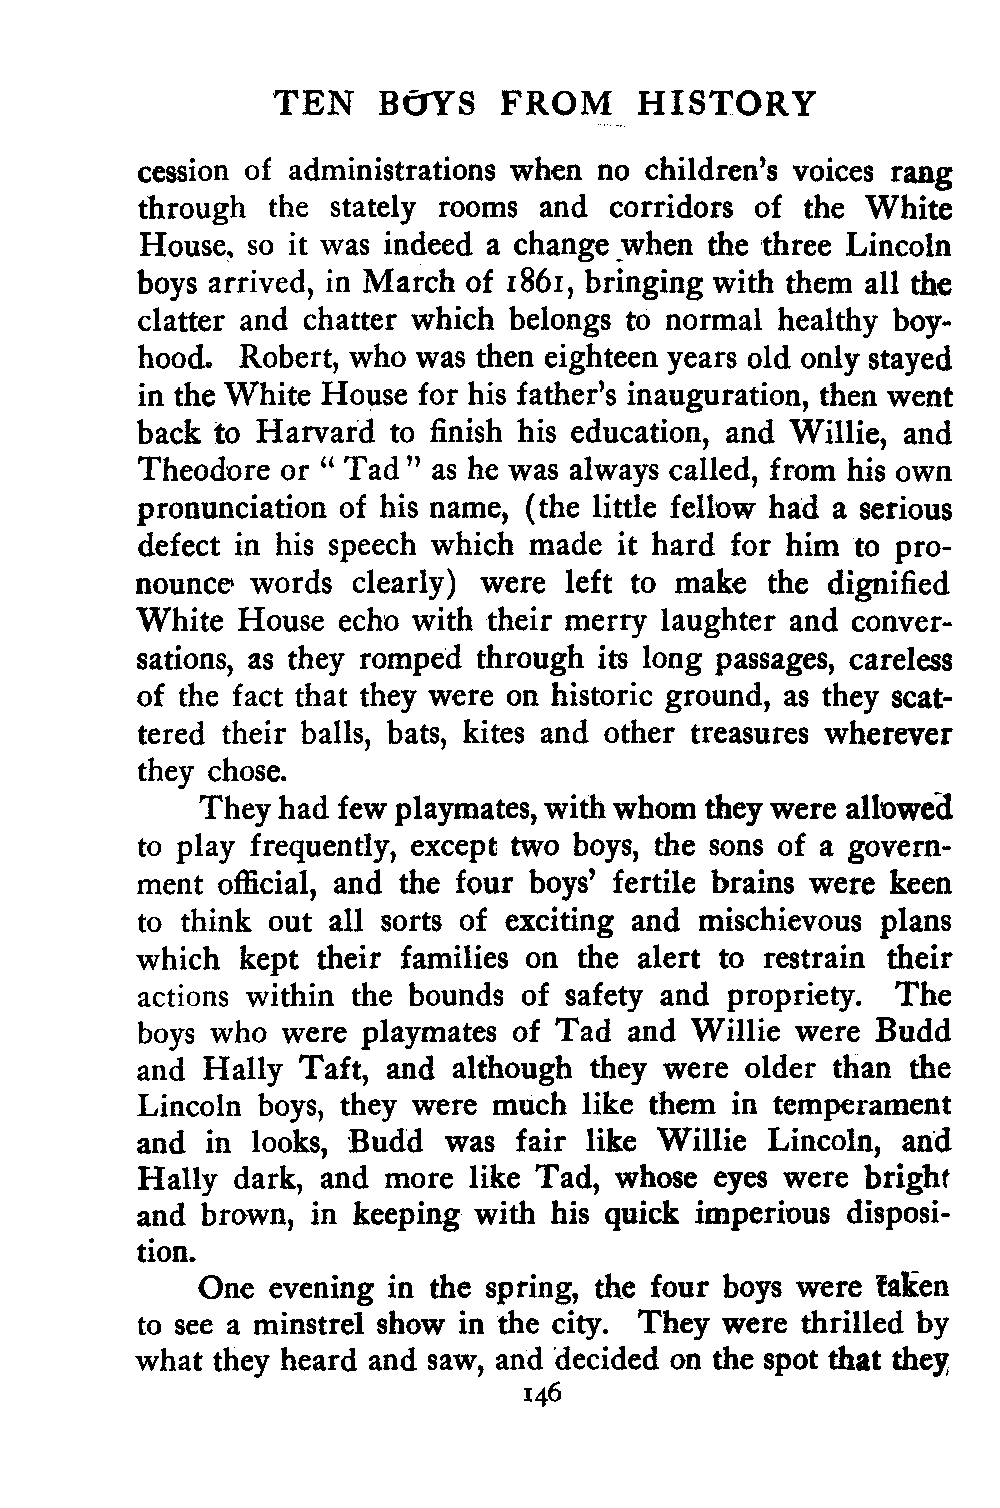 TEN BOYS FROM HISTORY
cession of administrations when no children's voices rang
through the stately rooms and corridors of the White
House, so it was indeed a change when the three Lincoln
boys arrived, in March of 1861, bringing with them all the
clatter and chatter which belongs to normal healthy boy-
hood. Robert, who was then eighteen years old only stayed
in the White House for his father's inauguration, then went
back to Harvard to finish his education, and Willie, and
Theodore or " Tad " as he was always called, from his own
pronunciation of his name, (the little fellow had a serious
defect in his speech which made it hard for him to pro-
nounce words clearly) were left to make the dignified
White House echo with their merry laughter and conver-
sations, as they romped through its long passages, careless
of the fact that they were on historic ground, as they scat-
tered their balls, bats, kites and other treasures wherever
they chose.
They had few playmates, with whom they were allowed
to play frequently, except two boys, the sons of a govern-
ment official, and the four boys' fertile brains were keen
to think out all sorts of exciting and mischievous plans
which kept their families on the alert to restrain their
actions within the bounds of safety and propriety. The
boys who were playmates of Tad and Willie were Budd
and Hally Taft, and although they were older than the
Lincoln boys, they were much like them in temperament
and in looks, Budd was fair like Willie Lincoln, and
Hally dark, and more like Tad, whose eyes were bright
and brown, in keeping with his quick imperious disposi-
tion.
One evening in the spring, the four boys were taken
to see a minstrel show in the city. They were thrilled by
what they heard and saw, and decided on the spot that they
146